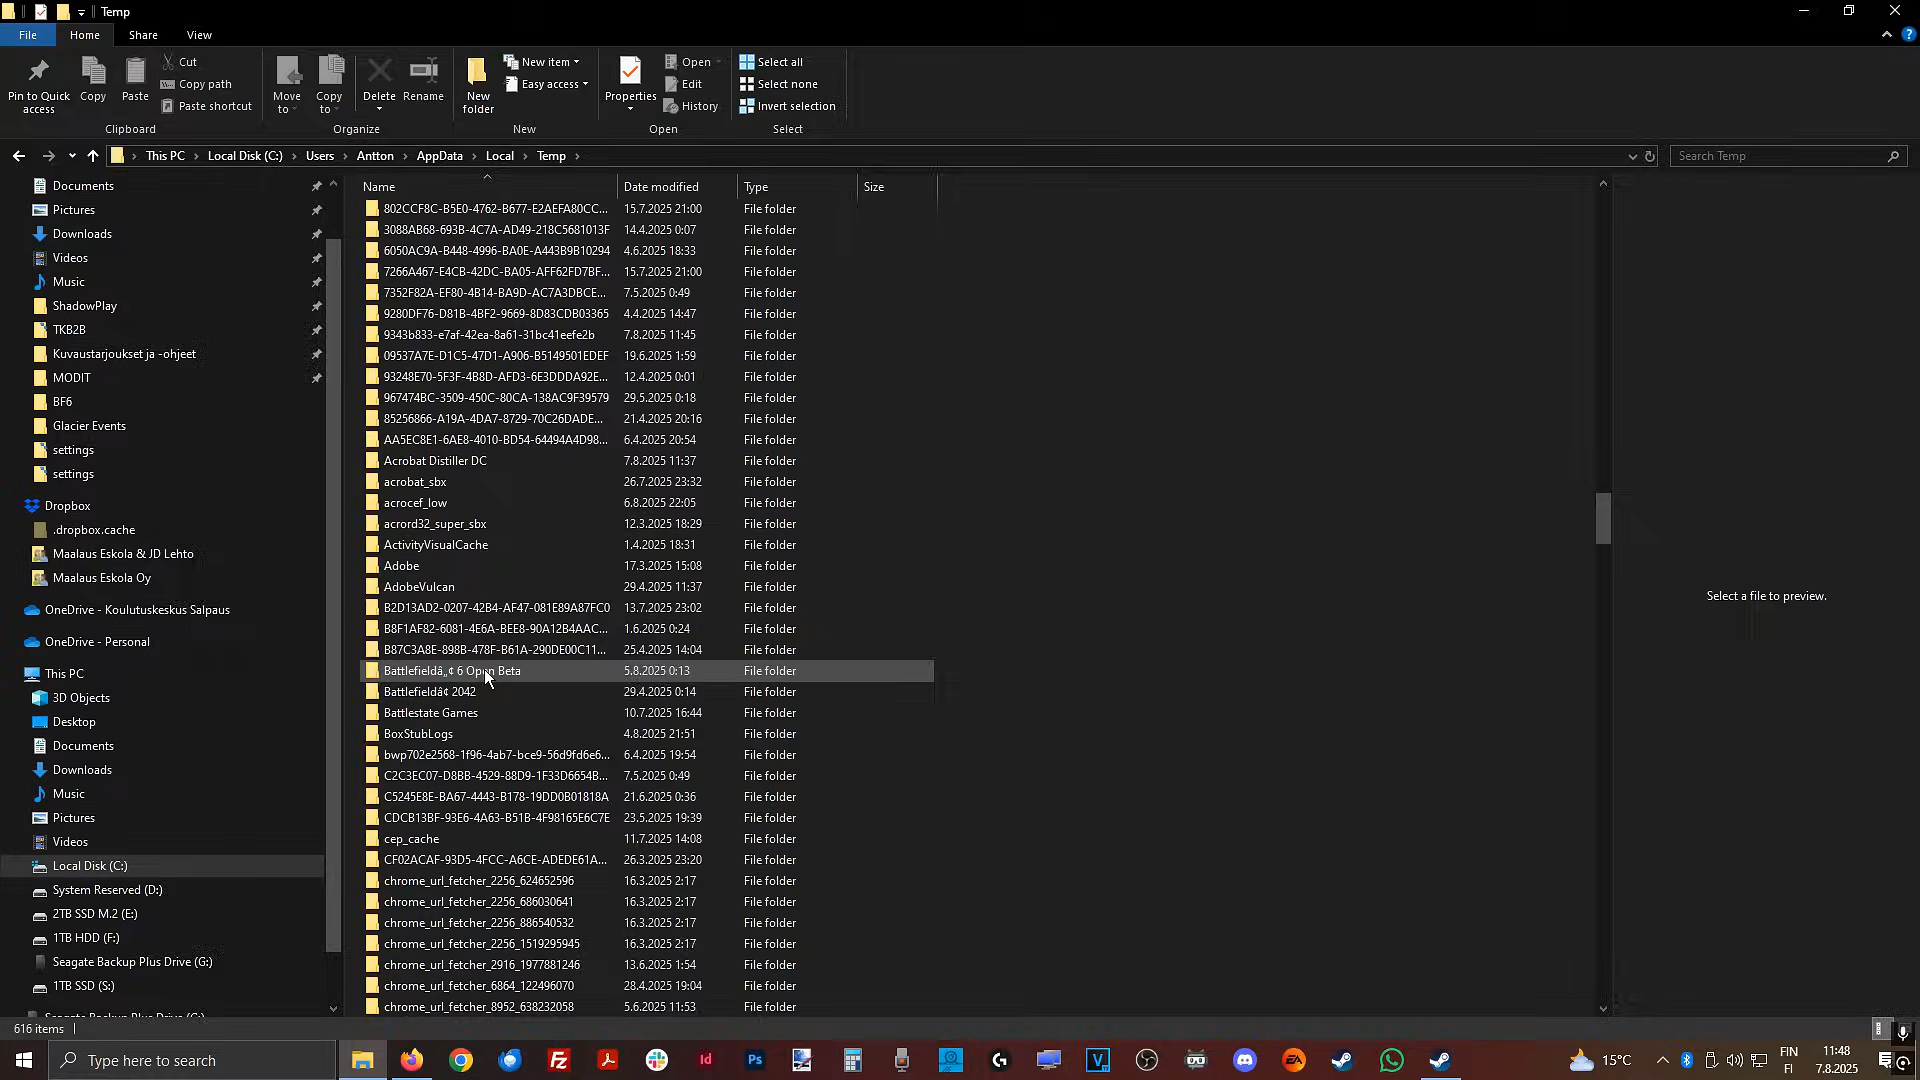 Temp
File
Home
Share
View
Pin to Quick access
Copy
Paste
Cut
Copy path
Paste shortcut
Clipboard
Move to
Copy to
Delete
Rename
Organize
New folder
New item
Easy access
New
Properties
Open
Edit
History
Open
Select all
Select none
Invert selection
Select
This PC > Local Disk (C:) > Users > Antton > AppData > Local > Temp >
Search Temp
Documents
Pictures
Downloads
Videos
Music
ShadowPlay
TKB2B
Kuvaustarjoukset ja -ohjeet
MODIT
BF6
Glacier Events
settings
settings
Dropbox
.dropbox.cache
Maalaus Eskola & JD Lehto
Maalaus Eskola Oy
OneDrive - Koulutuskeskus Salpaus
OneDrive - Personal
This PC
3D Objects
Desktop
Documents
Downloads
Music
Pictures
Videos
Local Disk (C:)
System Reserved (D:)
2TB SSD M.2 (E:)
1TB HDD (F:)
Seagate Backup Plus Drive (G:)
1TB SSD (S:)
Name Date modified Type Size
802CCF8C-B5E0-4762-B677-E2AEFA80CC... 15.7.2025 21:00 File folder
3088AB68-693B-4C7A-AD49-218C5681013F 14.4.2025 0:07 File folder
6050AC9A-B448-4996-BA0E-A443B9B10294 4.6.2025 18:33 File folder
7266A467-E4CB-42DC-BA05-AFF62FD7BF... 15.7.2025 21:00 File folder
7352F82A-EF80-4B14-BA9D-AC7A3DBCE... 7.5.2025 0:49 File folder
9280DF76-D81B-4BF2-9669-8D83CDB03365 4.4.2025 14:47 File folder
9343b833-e7af-42ea-8a61-31bc41eefe2b 7.8.2025 11:45 File folder
09537A7E-D1C5-47D1-A906-B5149501EDEF 19.6.2025 1:59 File folder
93248E70-5F3F-4B8D-AFD3-6E3DDDA92E... 12.4.2025 0:01 File folder
967474BC-3509-450C-80CA-138AC9F39579 29.5.2025 0:18 File folder
85256866-A19A-4DA7-8729-70C26DADE... 21.4.2025 20:16 File folder
AA5EC8E1-6AE8-4010-BD54-64494A4D98... 6.4.2025 20:54 File folder
Acrobat Distiller DC 7.8.2025 11:37 File folder
acrobat_sbx 26.7.2025 23:32 File folder
acrocef_low 6.8.2025 22:05 File folder
acrord32_super_sbx 12.3.2025 18:29 File folder
ActivityVisualCache 1.4.2025 18:31 File folder
Adobe 17.3.2025 15:08 File folder
AdobeVulcan 29.4.2025 11:37 File folder
B2D13AD2-0207-42B4-AF47-081E89A87FC0 13.7.2025 23:02 File folder
B8F1AF82-6081-4E6A-BEE8-90A12B4AAC... 1.6.2025 0:24 File folder
B87C3A8E-898B-478F-B61A-290DE00C11... 25.4.2025 14:04 File folder
Battlefieldâ„¢ 6 Open Beta 5.8.2025 0:13 File folder
Battlefieldâ¢ 2042 29.4.2025 0:14 File folder
Battlestate Games 10.7.2025 16:44 File folder
BoxStubLogs 4.8.2025 21:51 File folder
bwp702e2568-1f96-4ab7-bce9-56d9fd6e6... 6.4.2025 19:54 File folder
C2C3EC07-D8BB-4529-88D9-1F33D6654B... 7.5.2025 0:49 File folder
C5245E8E-BA67-4443-B178-19DD0B01818A 21.6.2025 0:36 File folder
CDCB13BF-93E6-4A63-B51B-4F98165E6C7E 23.5.2025 19:39 File folder
cep_cache 11.7.2025 14:08 File folder
CF02ACAF-93D5-4FCC-A6CE-ADEDE61A... 26.3.2025 23:20 File folder
chrome_url_fetcher_2256_624652596 16.3.2025 2:17 File folder
chrome_url_fetcher_2256_686030641 16.3.2025 2:17 File folder
chrome_url_fetcher_2256_886540532 16.3.2025 2:17 File folder
chrome_url_fetcher_2256_1519295945 16.3.2025 2:17 File folder
chrome_url_fetcher_2916_1977881246 13.6.2025 1:54 File folder
chrome_url_fetcher_6864_122496070 28.4.2025 19:04 File folder
chrome_url_fetcher_8952_638232058 5.6.2025 11:53 File folder
Select a file to preview.
616 items
Type here to search
15°C
FIN
FI
11:48
7.8.2025